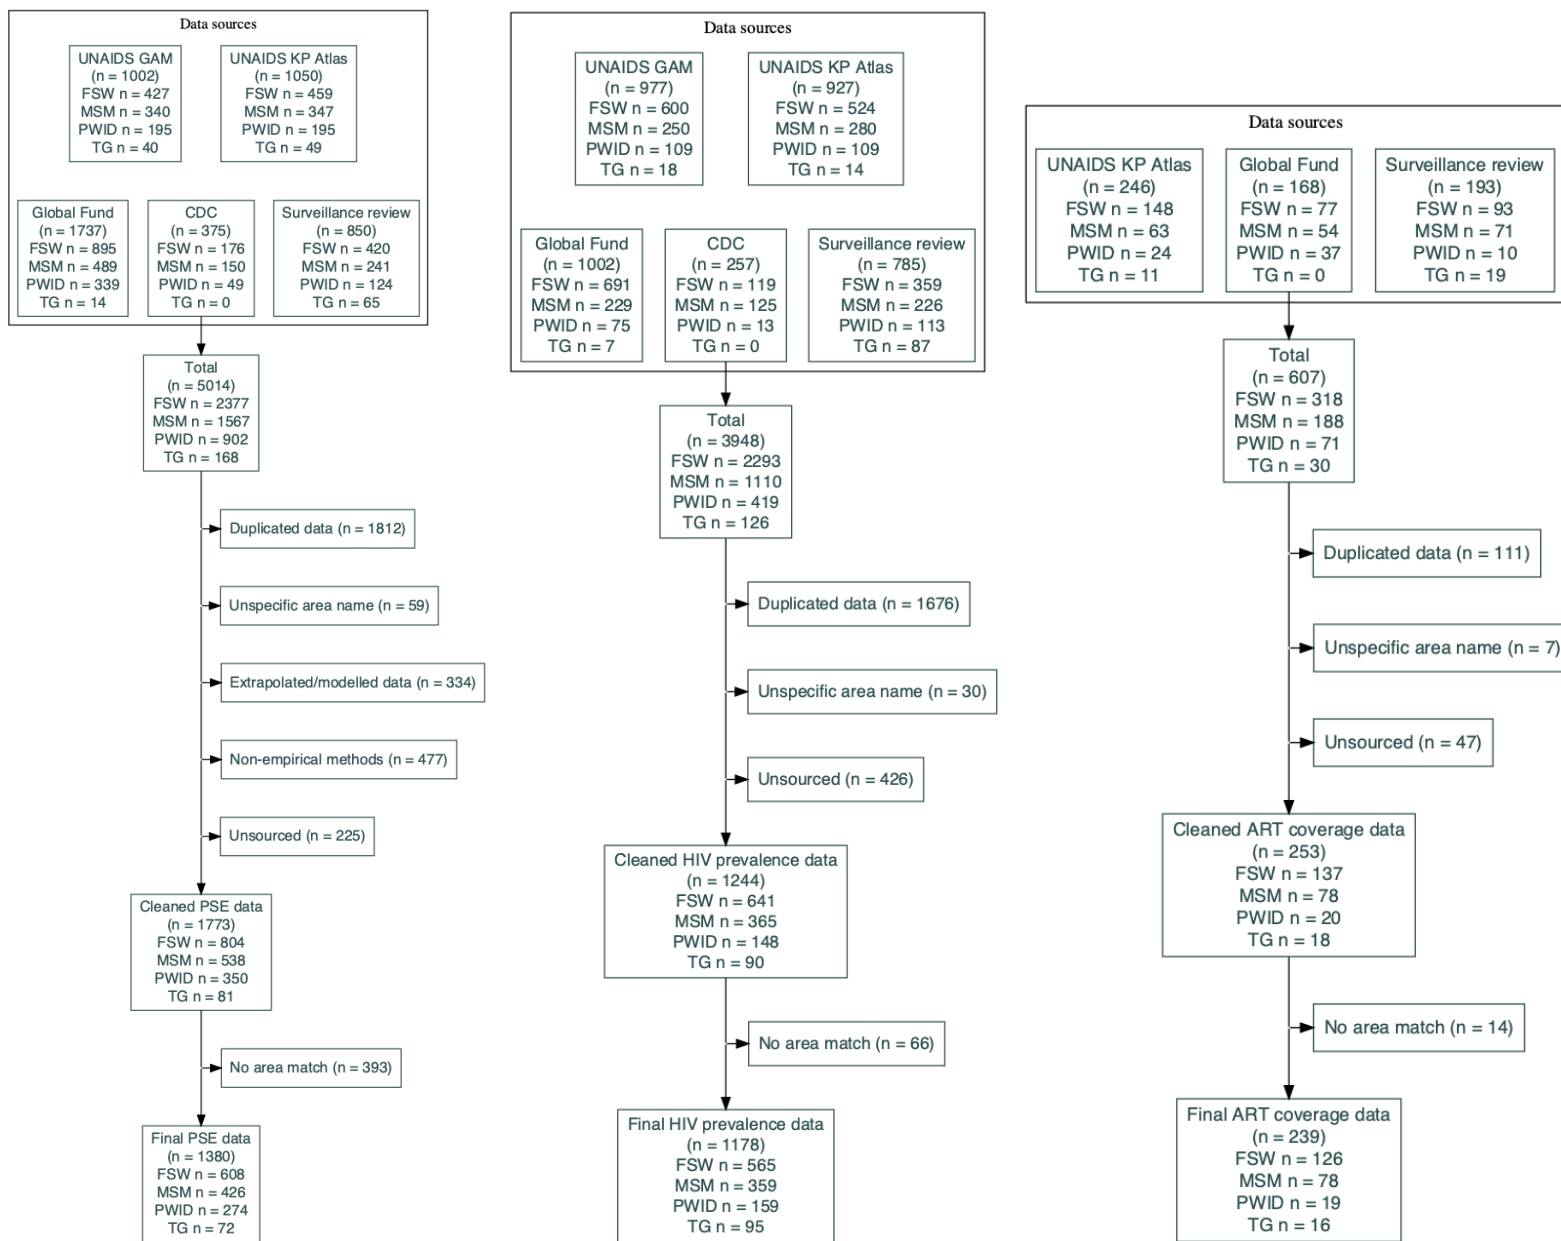 Data sources
UNAIDS GAM
(n = 1002)
FSW n = 427
MSM n = 340
PWID n = 195
TG n = 40
UNAIDS KP Atlas
(n = 1050)
FSW n = 459
MSM n = 347
PWID n = 195
TG n = 49
Global Fund
(n = 1737)
FSW n = 895
MSM n = 489
PWID n = 339
TG n = 14
CDC
(n = 375)
FSW n = 176
MSM n = 150
PWID n = 49
TG n = 0
Surveillance review
(n = 850)
FSW n = 420
MSM n = 241
PWID n = 124
TG n = 65
Total
(n = 5014)
FSW n = 2377
MSM n = 1567
PWID n = 902
TG n = 168
Duplicated data (n = 1812)
Unspecific area name (n = 59)
Extrapolated/modelled data (n = 334)
Non-empirical methods (n = 477)
Unsourced (n = 225)
Cleaned PSE data
(n = 1773)
FSW n = 804
MSM n = 538
PWID n = 350
TG n = 81
No area match (n = 393)
Final PSE data
(n = 1380)
FSW n = 608
MSM n = 426
PWID n = 274
TG n = 72
Data sources
UNAIDS GAM
(n = 977)
FSW n = 600
MSM n = 250
PWID n = 109
TG n = 18
UNAIDS KP Atlas
(n = 927)
FSW n = 524
MSM n = 280
PWID n = 109
TG n = 14
Global Fund
(n = 1002)
FSW n = 691
MSM n = 229
PWID n = 75
TG n = 7
CDC
(n = 257)
FSW n = 119
MSM n = 125
PWID n = 13
TG n = 0
Surveillance review
(n = 785)
FSW n = 359
MSM n = 226
PWID n = 113
TG n = 87
Total
(n = 3948)
FSW n = 2293
MSM n = 1110
PWID n = 419
TG n = 126
Duplicated data (n = 1676)
Unspecific area name (n = 30)
Unsourced (n = 426)
Cleaned HIV prevalence data
(n = 1244)
FSW n = 641
MSM n = 365
PWID n = 148
TG n = 90
No area match (n = 66)
Final HIV prevalence data
(n = 1178)
FSW n = 565
MSM n = 359
PWID n = 159
TG n = 95
Data sources
UNAIDS KP Atlas
(n = 246)
FSW n = 148
MSM n = 63
PWID n = 24
TG n = 11
Global Fund
(n = 168)
FSW n = 77
MSM n = 54
PWID n = 37
TG n = 0
Surveillance review
(n = 193)
FSW n = 93
MSM n = 71
PWID n = 10
TG n = 19
Total
(n = 607)
FSW n = 318
MSM n = 188
PWID n = 71
TG n = 30
Duplicated data (n = 111)
Unspecific area name (n = 7)
Unsourced (n = 47)
Cleaned ART coverage data
(n = 253)
FSW n = 137
MSM n = 78
PWID n = 20
TG n = 18
No area match (n = 14)
Final ART coverage data
(n = 239)
FSW n = 126
MSM n = 78
PWID n = 19
TG n = 16